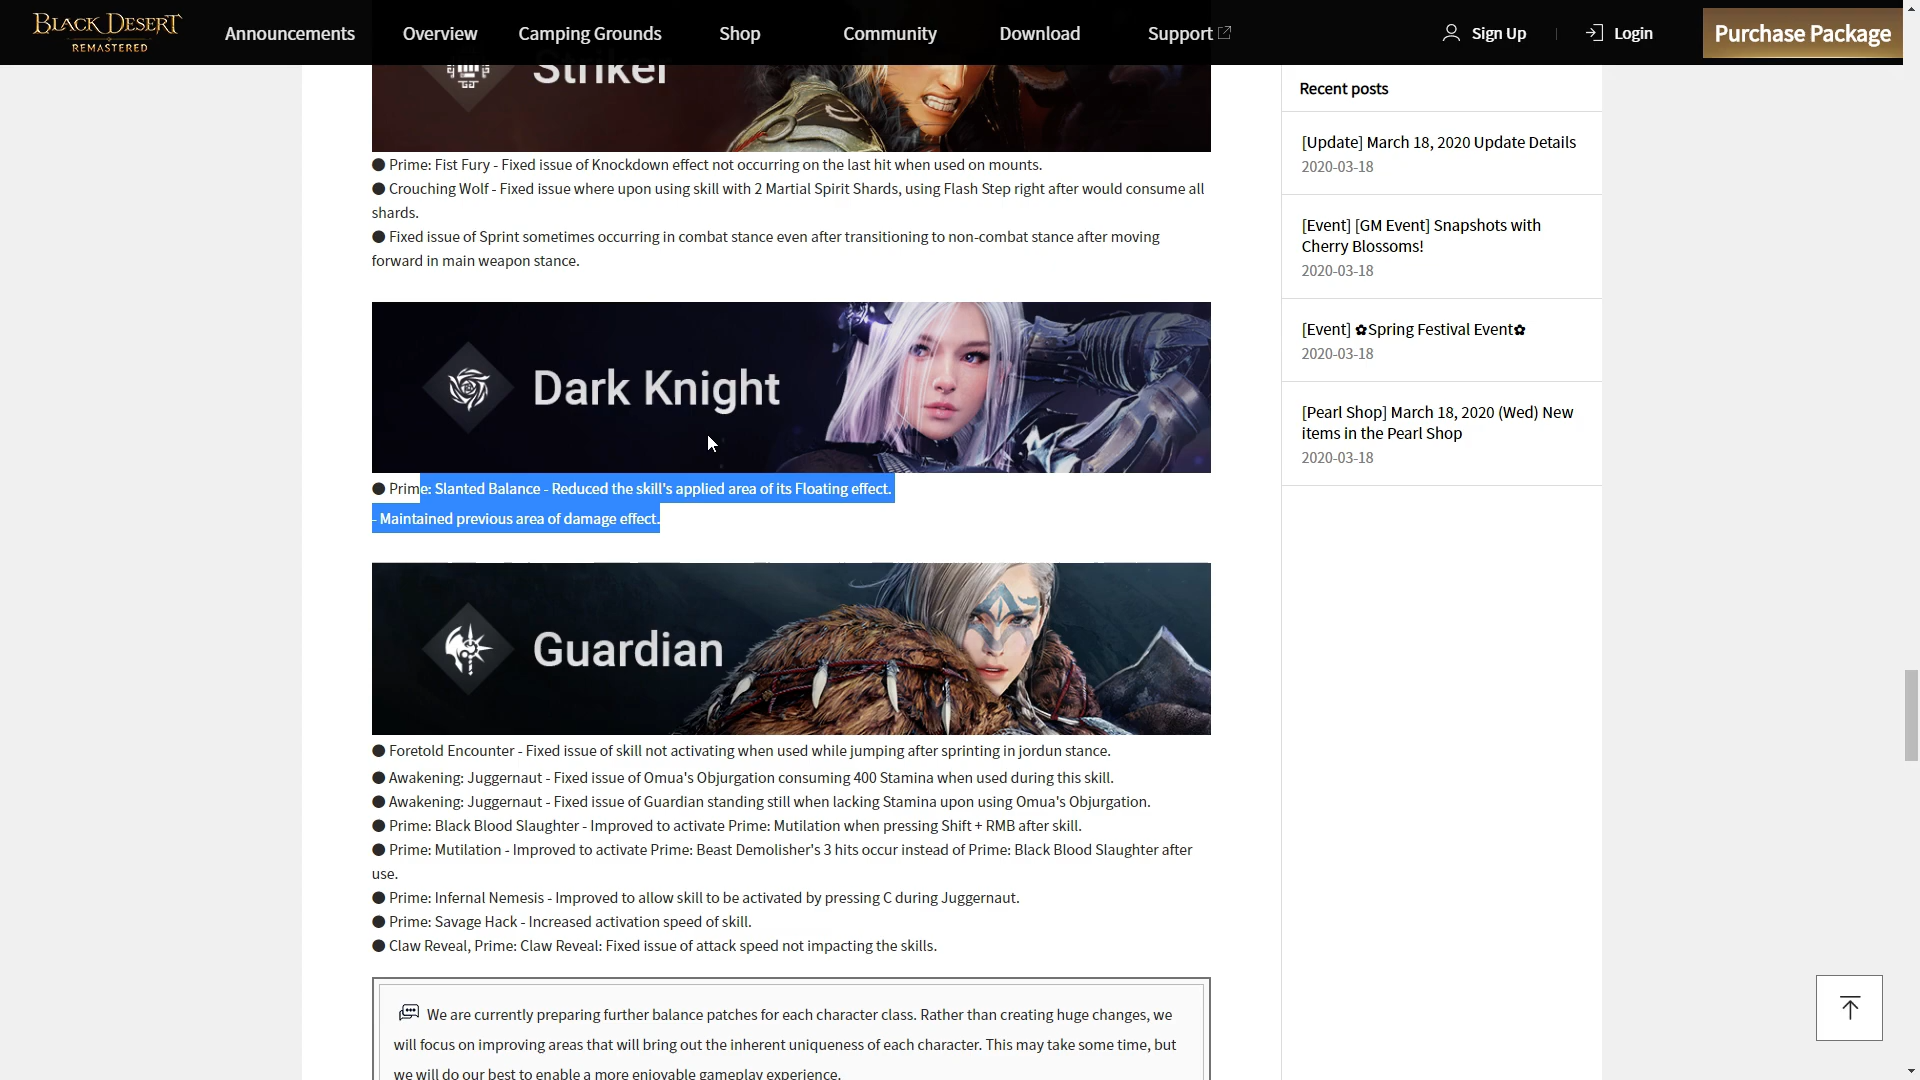 BLACK DESERT
REMASTERED
Announcements
Overview
Camping Grounds
Shop
Community
Download
Support
Sign Up
Login
Purchase Package
Striker
● Prime: Fist Fury - Fixed issue of Knockdown effect not occurring on the last hit when used on mounts.
● Crouching Wolf - Fixed issue where upon using skill with 2 Martial Spirit Shards, using Flash Step right after would consume all
shards.
● Fixed issue of Sprint sometimes occurring in combat stance even after transitioning to non-combat stance after moving
forward in main weapon stance.
Dark Knight
● Prime: Slanted Balance - Reduced the skill's applied area of its Floating effect.
- Maintained previous area of damage effect.
Guardian
● Foretold Encounter - Fixed issue of skill not activating when used while jumping after sprinting in jordun stance.
● Awakening: Juggernaut - Fixed issue of Omua's Objurgation consuming 400 Stamina when used during this skill.
● Awakening: Juggernaut - Fixed issue of Guardian standing still when lacking Stamina upon using Omua's Objurgation.
● Prime: Black Blood Slaughter - Improved to activate Prime: Mutilation when pressing Shift + RMB after skill.
● Prime: Mutilation - Improved to activate Prime: Beast Demolisher's 3 hits occur instead of Prime: Black Blood Slaughter after
use.
● Prime: Infernal Nemesis - Improved to allow skill to be activated by pressing C during Juggernaut.
● Prime: Savage Hack - Increased activation speed of skill.
● Claw Reveal, Prime: Claw Reveal: Fixed issue of attack speed not impacting the skills.
We are currently preparing further balance patches for each character class. Rather than creating huge changes, we
will focus on improving areas that will bring out the inherent uniqueness of each character. This may take some time, but
we will do our best to enable a more enjoyable gameplay experience.
Recent posts
[Update] March 18, 2020 Update Details
2020-03-18
[Event] [GM Event] Snapshots with
Cherry Blossoms!
2020-03-18
[Event] ✿Spring Festival Event✿
2020-03-18
[Pearl Shop] March 18, 2020 (Wed) New
items in the Pearl Shop
2020-03-18